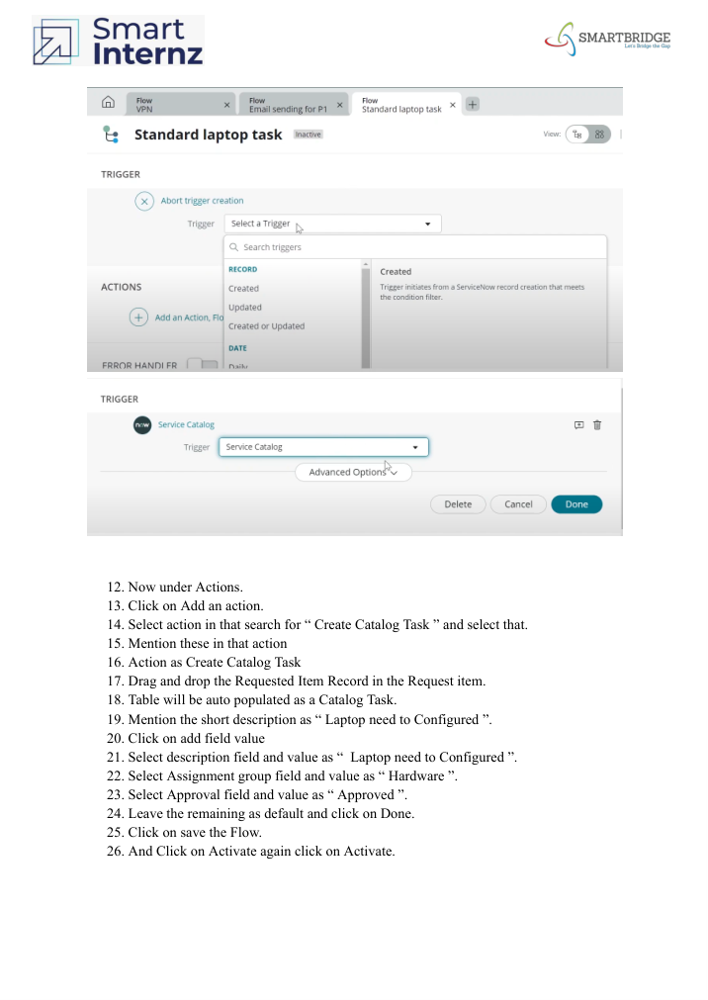 Smart
Internz
SMARTBRIDGE
Let's Bridge the Gap
Flow
VPN
Flow
Email sending for P1
Flow
Standard laptop task
Standard laptop task Inactive
View:
TRIGGER
Abort trigger creation
Trigger Select a Trigger
Search triggers
RECORD
Created
Updated
Created or Updated
DATE
Daily
Created
Trigger initiates from a ServiceNow record creation that meets
the condition filter.
ACTIONS
Add an Action, Flo
ERROR HANDLER
TRIGGER
now Service Catalog
Trigger Service Catalog
Advanced Options
Delete Cancel Done
12. Now under Actions.
13. Click on Add an action.
14. Select action in that search for “ Create Catalog Task ” and select that.
15. Mention these in that action
16. Action as Create Catalog Task
17. Drag and drop the Requested Item Record in the Request item.
18. Table will be auto populated as a Catalog Task.
19. Mention the short description as “ Laptop need to Configured ”.
20. Click on add field value
21. Select description field and value as “  Laptop need to Configured ”.
22. Select Assignment group field and value as “ Hardware ”.
23. Select Approval field and value as “ Approved ”.
24. Leave the remaining as default and click on Done.
25. Click on save the Flow.
26. And Click on Activate again click on Activate.